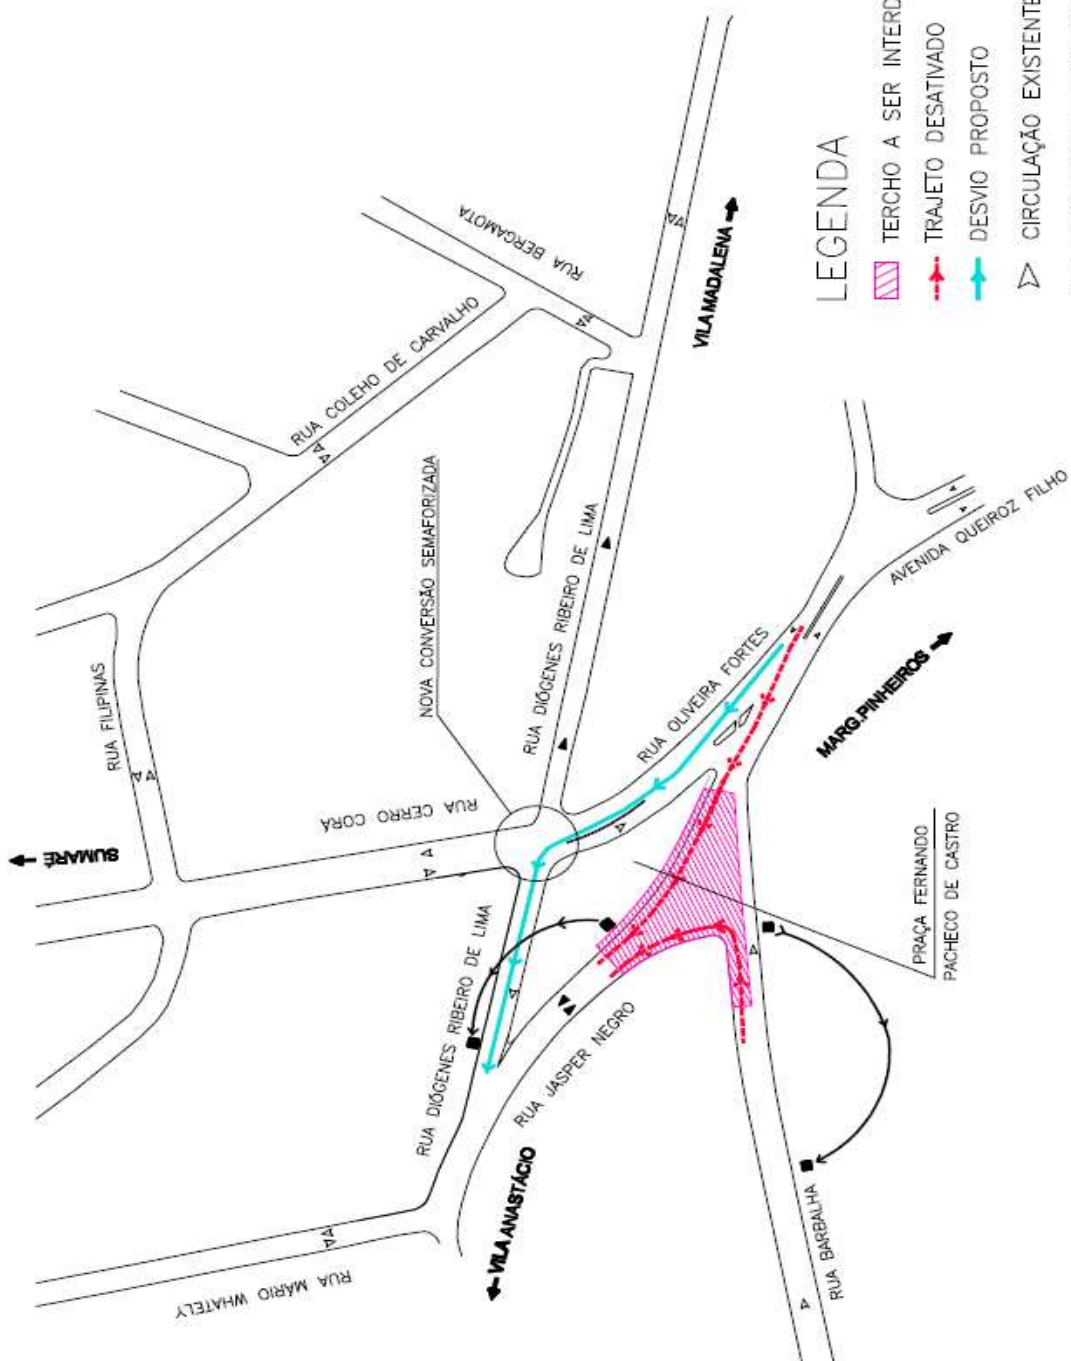 SUMARÉ
RUA FILIPINAS
RUA COLEHO DE CARVALHO
RUA BERGAMOTA
RUA CERRO CORÁ
NOVA CONVERSÃO SEMAFORIZADA
RUA DIÓGENES RIBEIRO DE LIMA
VILA MADALENA
RUA MÁRIO WHATELY
RUA DIÓGENES RIBEIRO DE LIMA
RUA OLIVEIRA FORTES
AVENIDA QUEIROZ FILHO
RUA JASPER NEGRO
VILA ANASTÁCIO
MARG.PINHEIROS
PRAÇA FERNANDO
PACHECO DE CASTRO
RUA BARBALHA
LEGENDA
TERCHO A SER INTERD
TRAJETO DESATIVADO
DESVIO PROPOSTO
CIRCULAÇÃO EXISTENTE